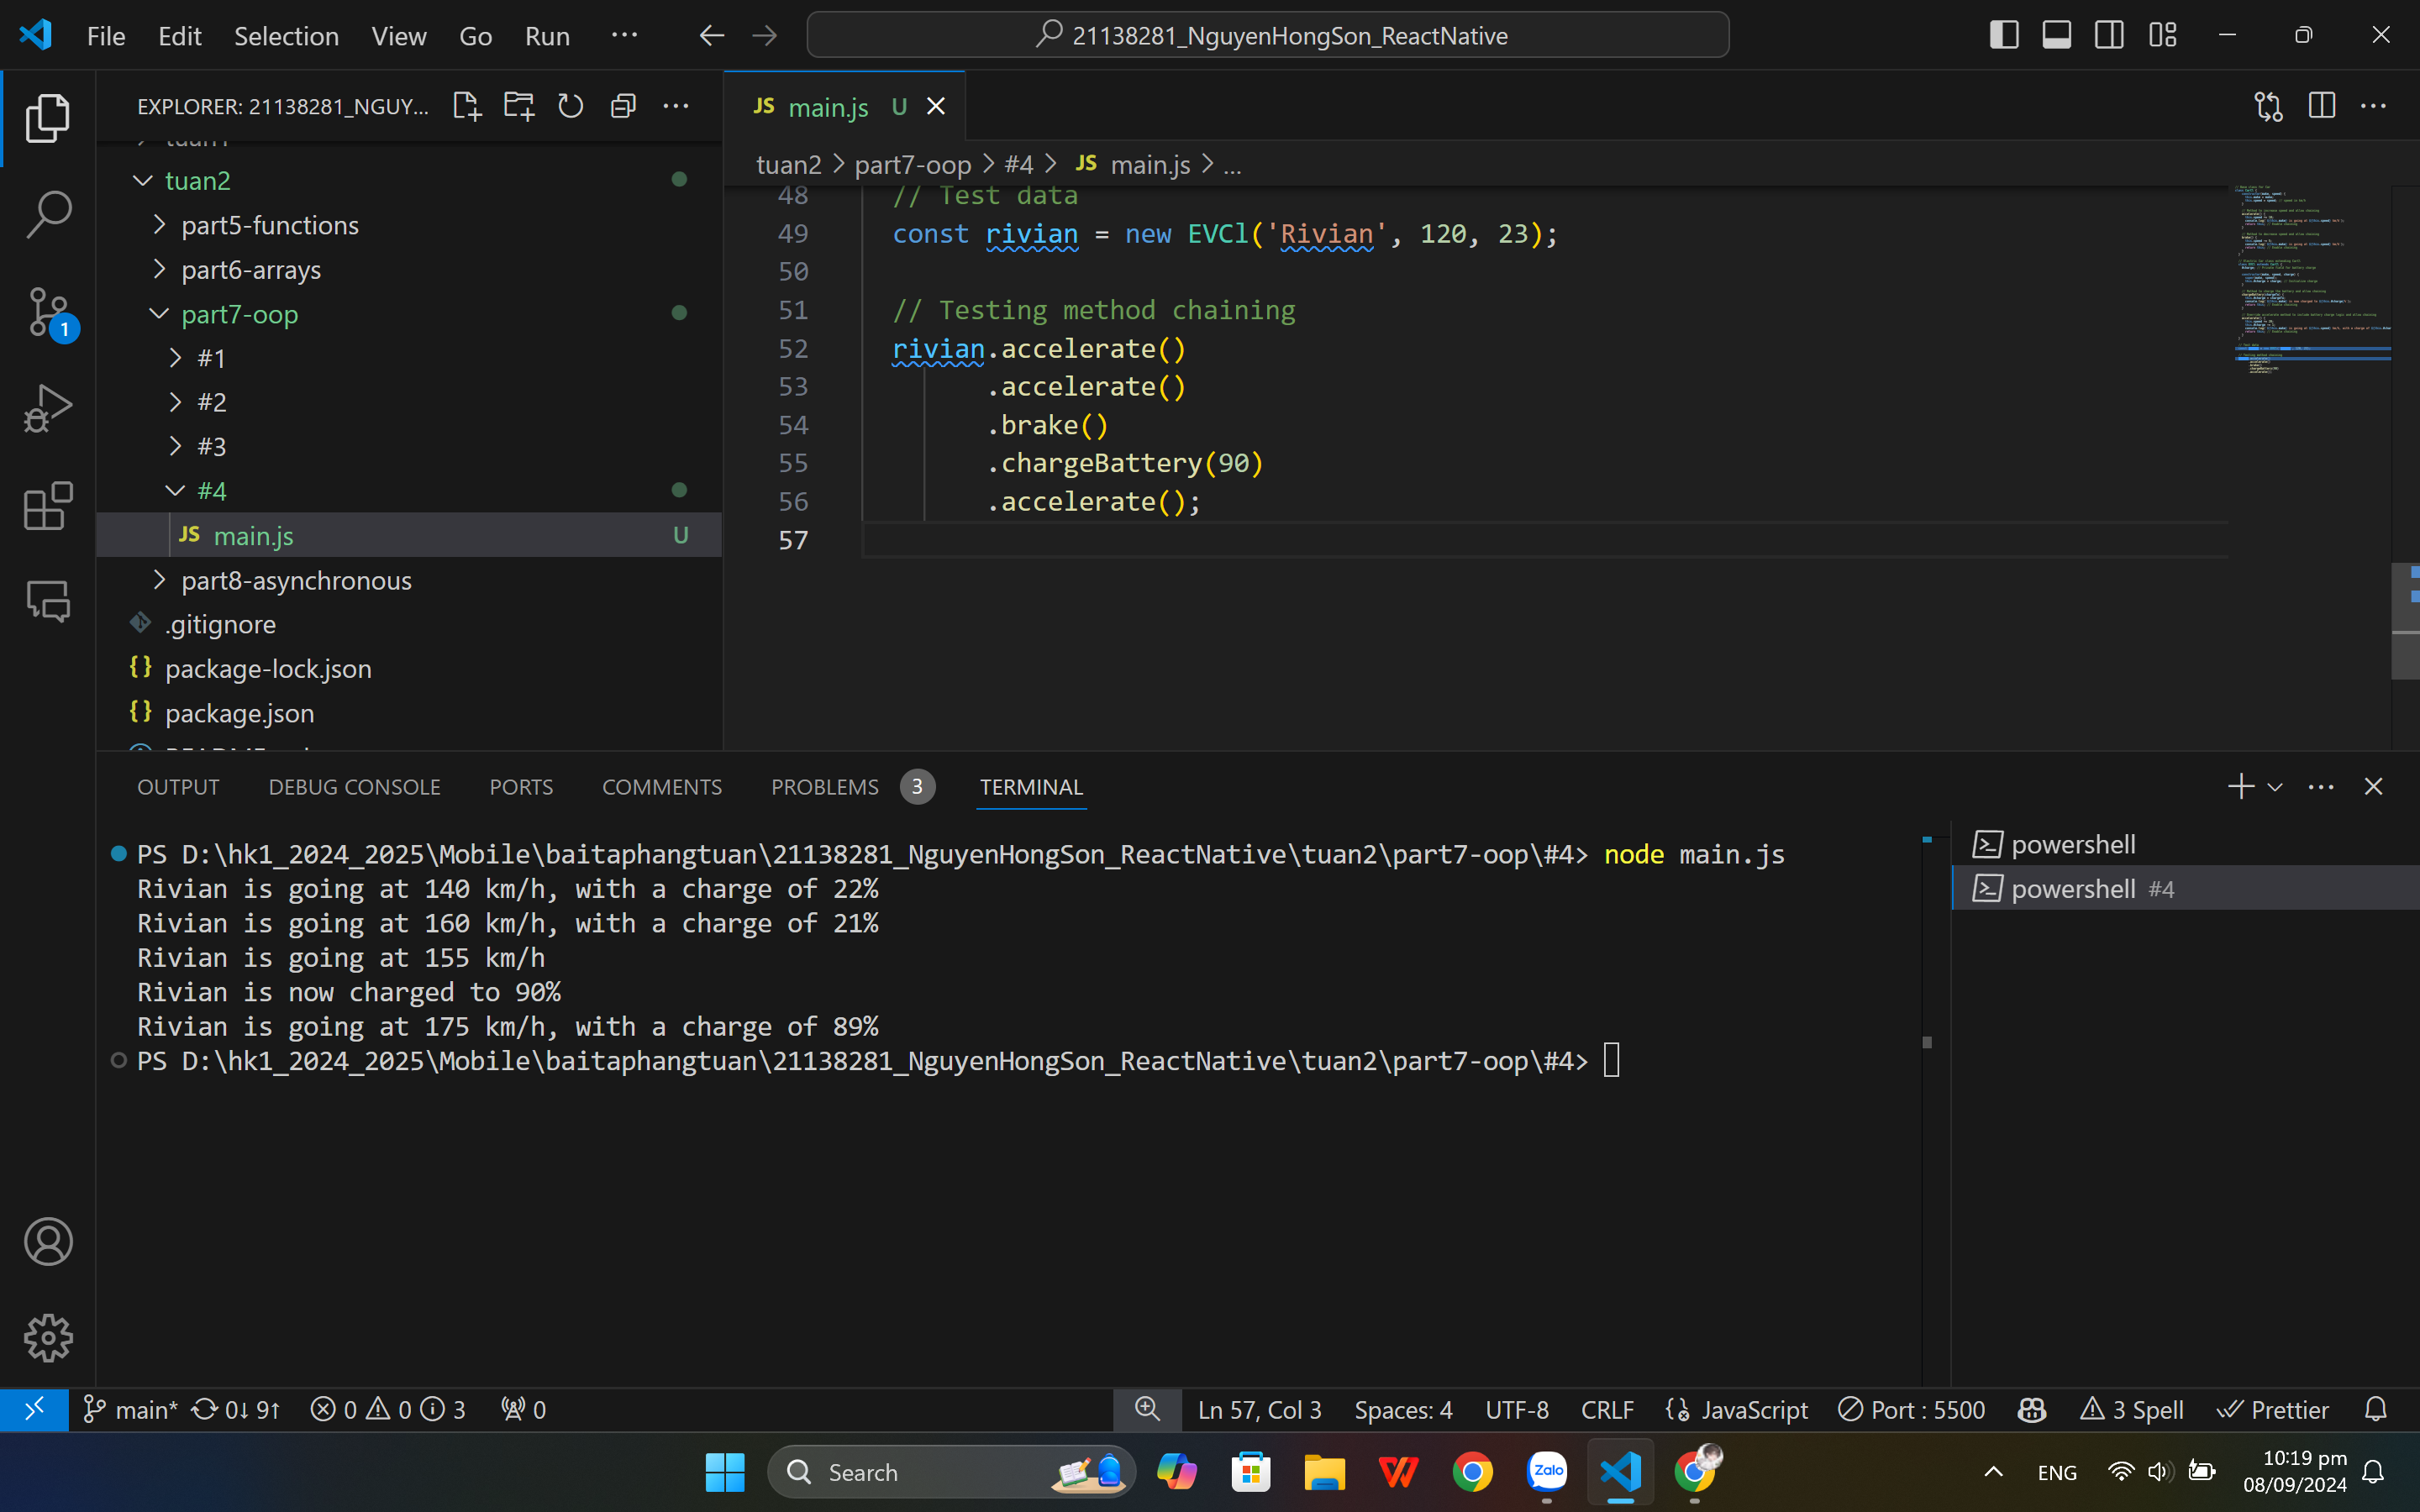 File Edit Selection View Go Run ··· 21138281_NguyenHongSon_ReactNative
EXPLORER: 21138281_NGUY...
tuan2
part5-functions
part6-arrays
part7-oop
#1
#2
#3
#4
JS main.js U
part8-asynchronous
.gitignore
{} package-lock.json
{} package.json
JS main.js U
tuan2 > part7-oop > #4 > JS main.js > ...
48 // Test data
49 const rivian = new EVCl('Rivian', 120, 23);
50
51 // Testing method chaining
52 rivian.accelerate()
53 .accelerate()
54 .brake()
55 .chargeBattery(90)
56 .accelerate();
57
OUTPUT DEBUG CONSOLE PORTS COMMENTS PROBLEMS 3 TERMINAL
PS D:\hk1_2024_2025\Mobile\baitaphangtuan\21138281_NguyenHongSon_ReactNative\tuan2\part7-oop\#4> node main.js
Rivian is going at 140 km/h, with a charge of 22%
Rivian is going at 160 km/h, with a charge of 21%
Rivian is going at 155 km/h
Rivian is now charged to 90%
Rivian is going at 175 km/h, with a charge of 89%
PS D:\hk1_2024_2025\Mobile\baitaphangtuan\21138281_NguyenHongSon_ReactNative\tuan2\part7-oop\#4>
powershell
powershell #4
1
main* 0↓ 9↑ 0 0 3 0 Ln 57, Col 3 Spaces: 4 UTF-8 CRLF JavaScript Port : 5500 3 Spell Prettier
Search Zalo ENG 10:19 pm
08/09/2024